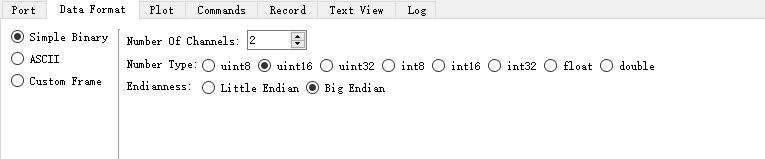 Port Data Format Plot Commands Record Text View Log
Simple Binary
ASCII
Custom Frame
Number Of Channels: 2
Number Type: uint8 uint16 uint32 int8 int16 int32 float double
Endianness: Little Endian Big Endian